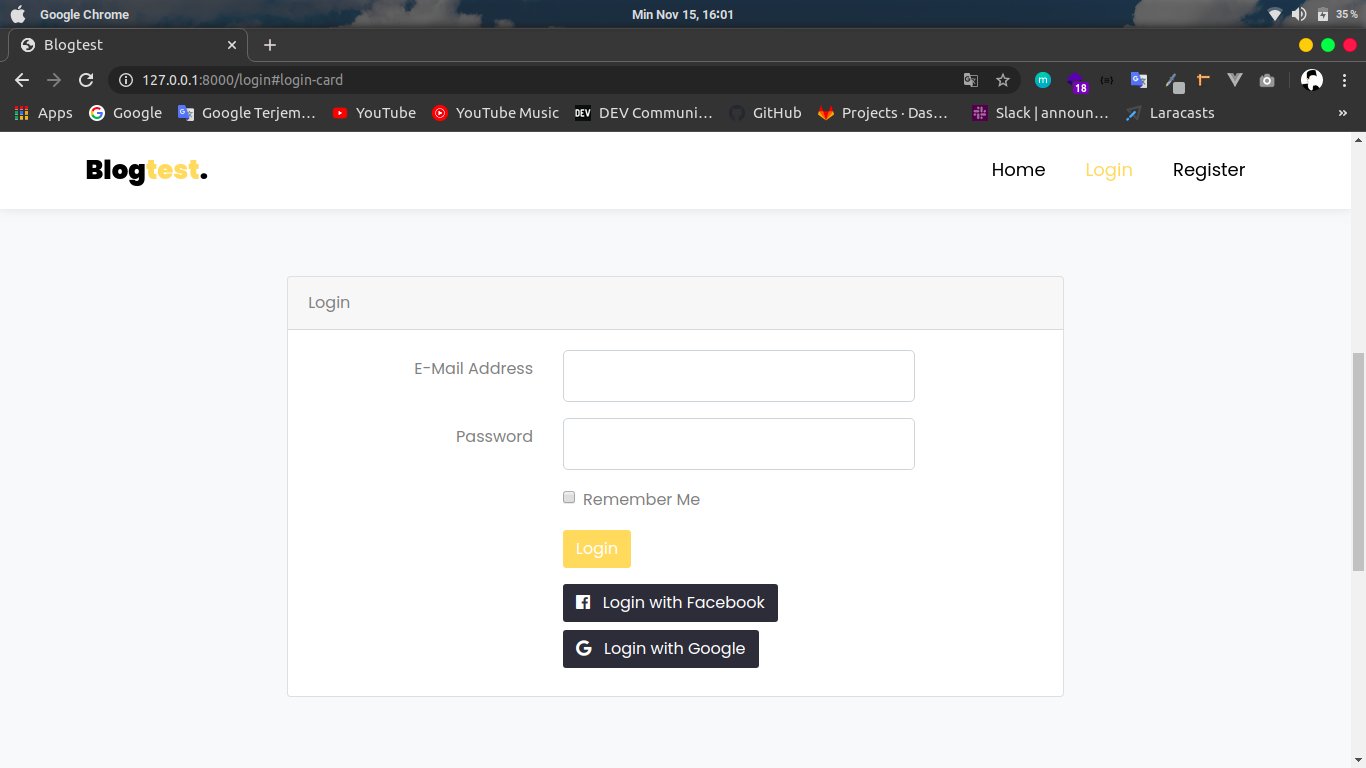 Google Chrome Min Nov 15, 16:01 35 %
Blogtest
127.0.0.1:8000/login#login-card m 18
Apps Google Google Terjem… YouTube YouTube Music DEV DEV Communi… GitHub Projects · Das… Slack | announ… Laracasts »
Blogtest. Home Login Register
Login
E-Mail Address
Password
Remember Me
Login
Login with Facebook
Login with Google